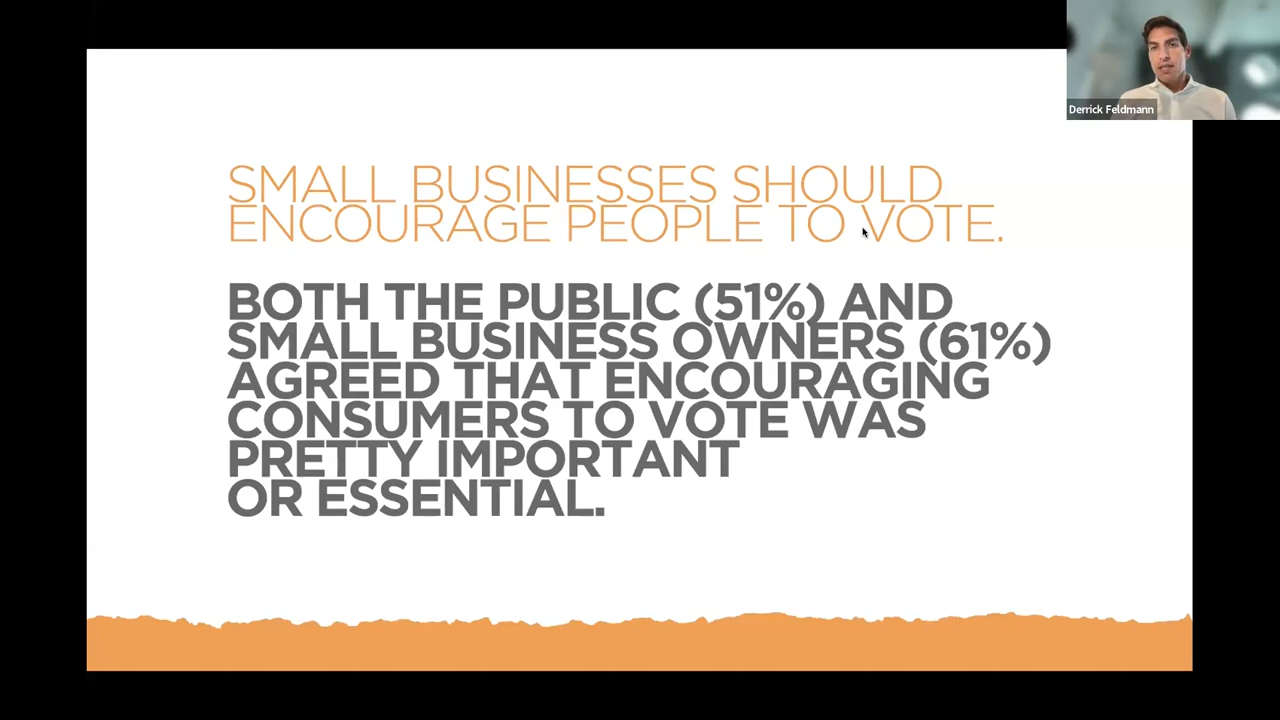 Derrick Feldmann
SMALL BUSINESSES SHOULD
ENCOURAGE PEOPLE TO VOTE.
BOTH THE PUBLIC (51%) AND
SMALL BUSINESS OWNERS (61%)
AGREED THAT ENCOURAGING
CONSUMERS TO VOTE WAS
PRETTY IMPORTANT
OR ESSENTIAL.